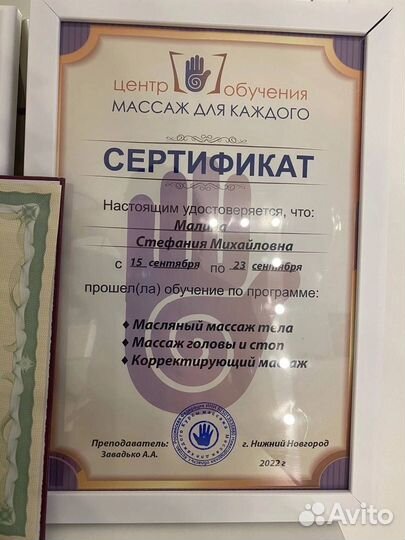 центр обучения
МАССАЖ ДЛЯ КАЖДОГО
СЕРТИФИКАТ
Настоящим удостоверяется, что:
Стефания Михайловна
с 15 сентября по 23 сентября
прошел(ла) обучение по программе:
♦ Масляный массаж тела
♦ Массаж головы и стоп
♦ Корректирующий массаж
Преподаватель:
Завадько А.А.
г. Нижний Новгород
2022 г
Avito